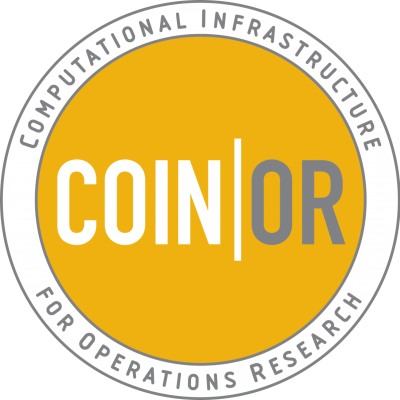 COMPUTATIONAL INFRASTRUCTURE
COIN|OR
FOR OPERATIONS RESEARCH